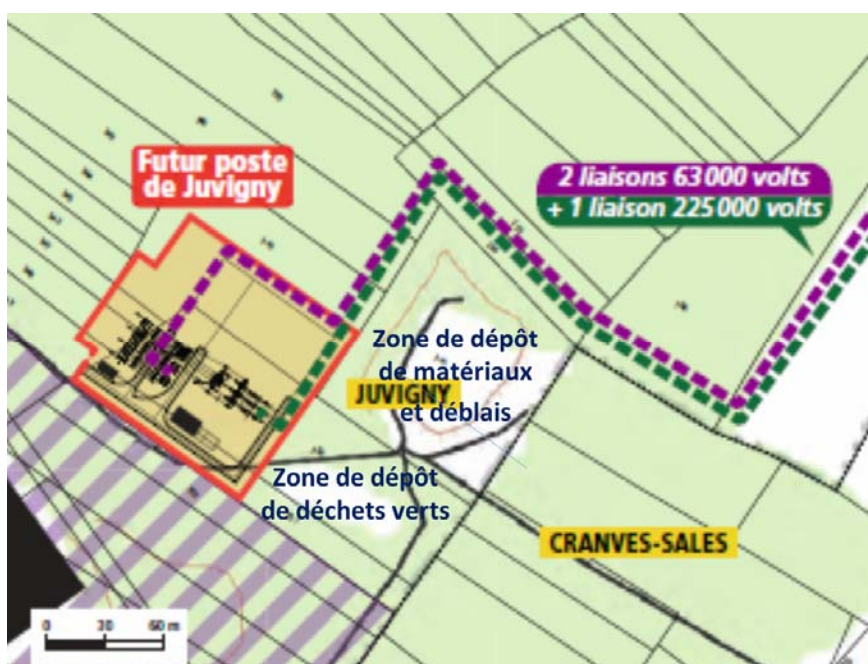 Futur poste
de Juvigny
2 liaisons 63 000 volts
+ 1 liaison 225 000 volts
Zone de dépôt
de matériaux
JUVIGNY
et déblais
Zone de dépôt
de déchets verts
CRANVES-SALES
0 30 60 m